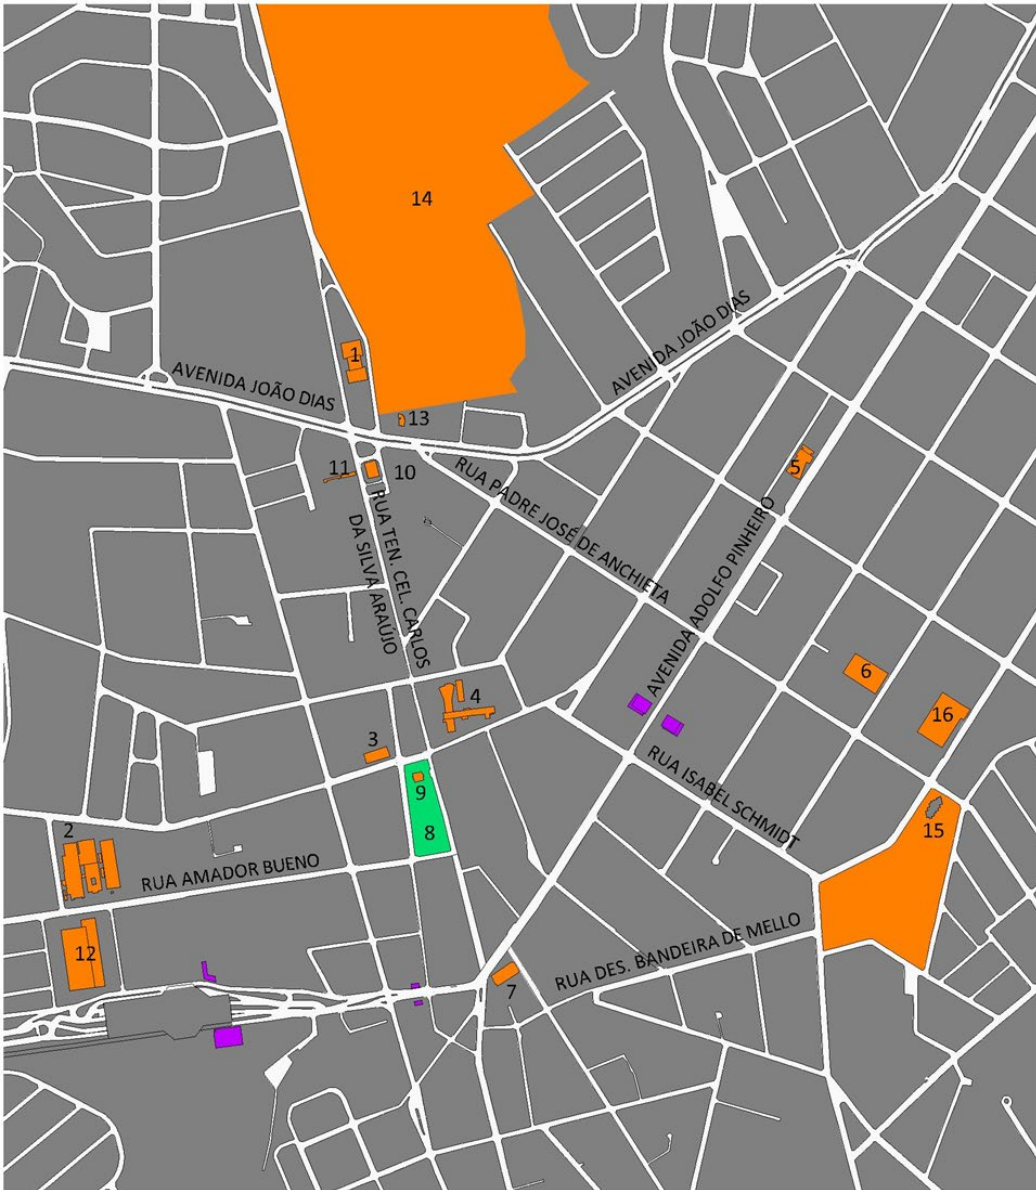 14
AVENIDA JOÃO DIAS
1
AVENIDA JOÃO DIAS
13
11
10
5
RUA PADRE JOSÉ DE ANCHIETA
RUA TEN. CEL. CARLOS
DA SILVA ARAÚJO
AVENIDA ADOLFO PINHEIRO
6
4
16
3
RUA ISABEL SCHMIDT
9
2
8
15
RUA AMADOR BUENO
12
RUA DES. BANDEIRA DE MELLO
7